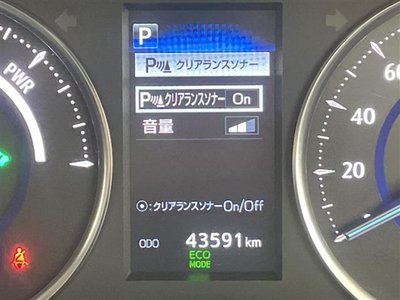 P
Pクリアランスソナー
Pクリアランスソナー On
音量
⦿:クリアランスソナーOn/Off
ODO 43591km
ECO
MODE
PWR
60
40
20